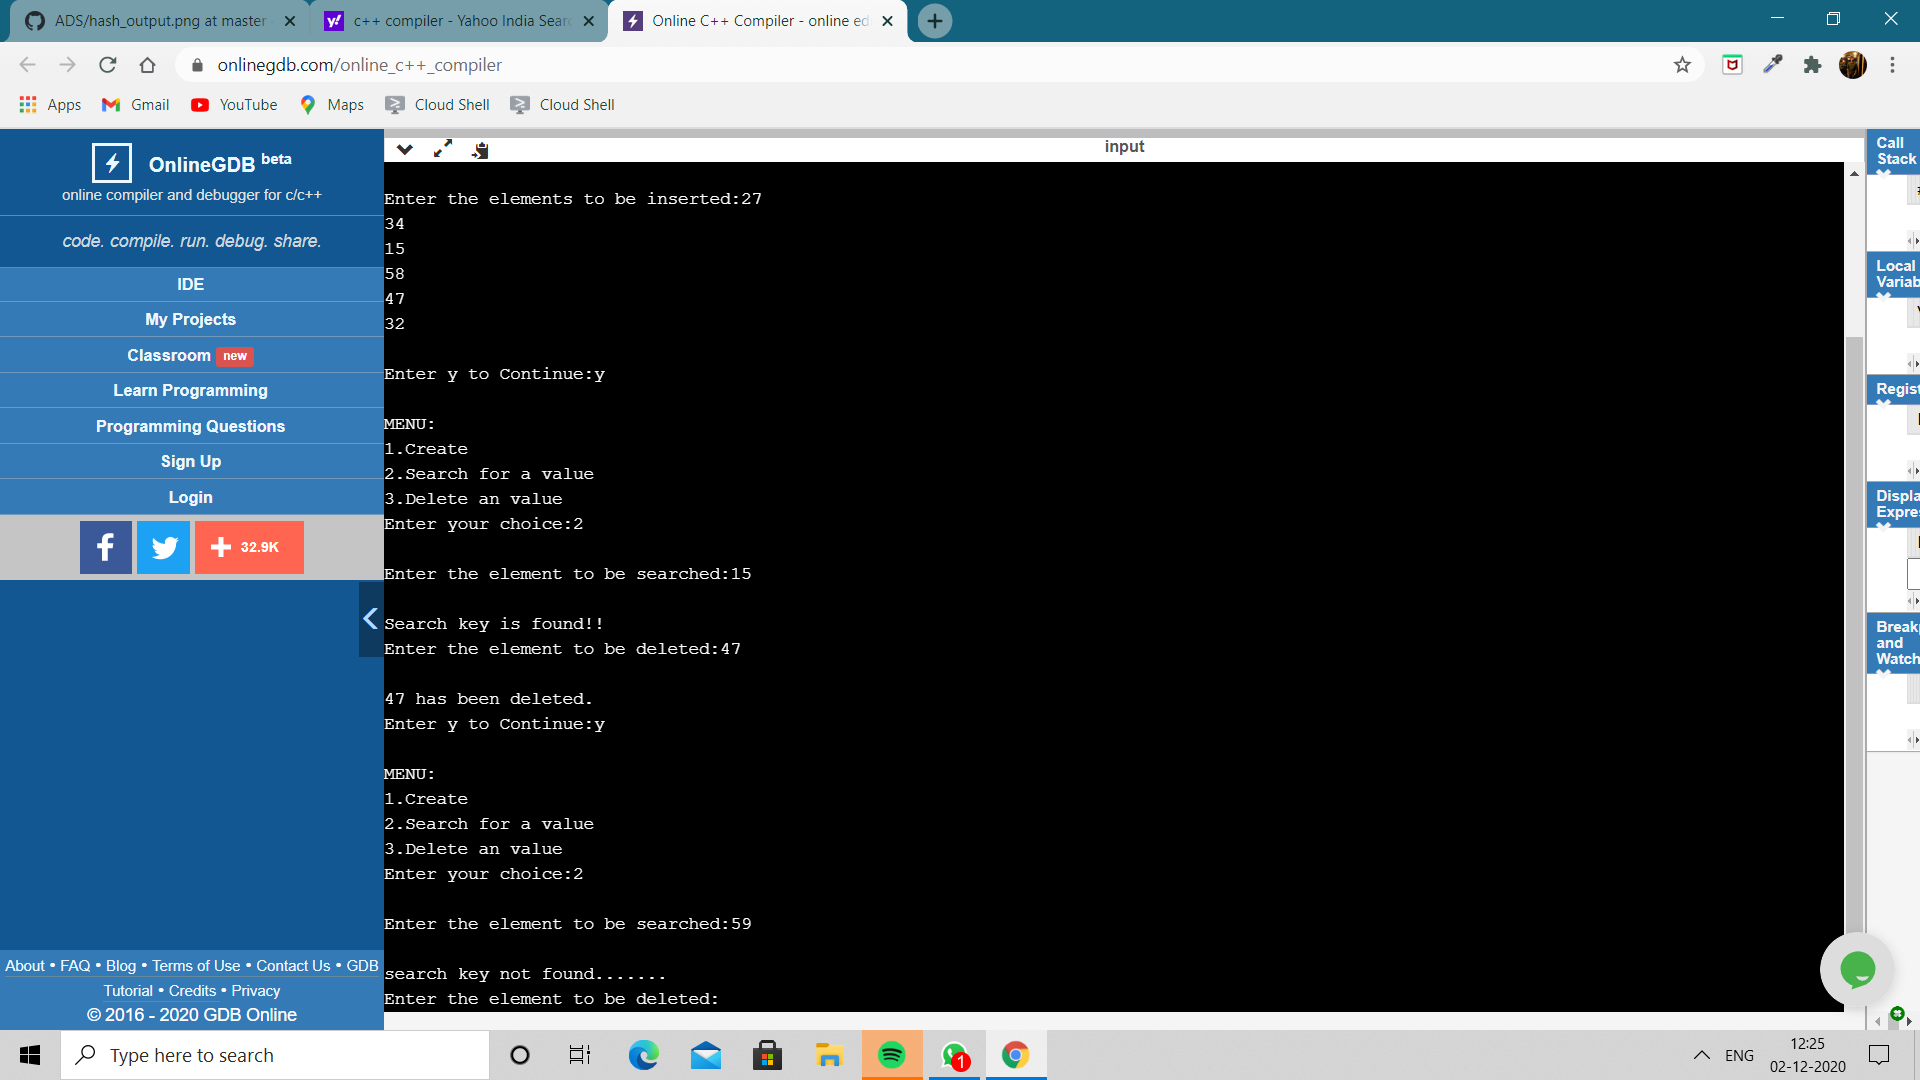 ADS/hash_output.png at master
c++ compiler - Yahoo India Sear
Online C++ Compiler - online ed
onlinegdb.com/online_c++_compiler
Apps Gmail YouTube Maps Cloud Shell Cloud Shell
OnlineGDB beta
online compiler and debugger for c/c++
code. compile. run. debug. share.
IDE
My Projects
Classroom new
Learn Programming
Programming Questions
Sign Up
Login
32.9K
About • FAQ • Blog • Terms of Use • Contact Us • GDB
Tutorial • Credits • Privacy
© 2016 - 2020 GDB Online
input
Enter the elements to be inserted:27
34
15
58
47
32
Enter y to Continue:y
MENU:
1.Create
2.Search for a value
3.Delete an value
Enter your choice:2
Enter the element to be searched:15
Search key is found!!
Enter the element to be deleted:47
47 has been deleted.
Enter y to Continue:y
MENU:
1.Create
2.Search for a value
3.Delete an value
Enter your choice:2
Enter the element to be searched:59
search key not found.......
Enter the element to be deleted:
Call
Stack
Local
Variab
Regist
Displa
Expre
Break
and
Watch
Type here to search
1
ENG
12:25
02-12-2020